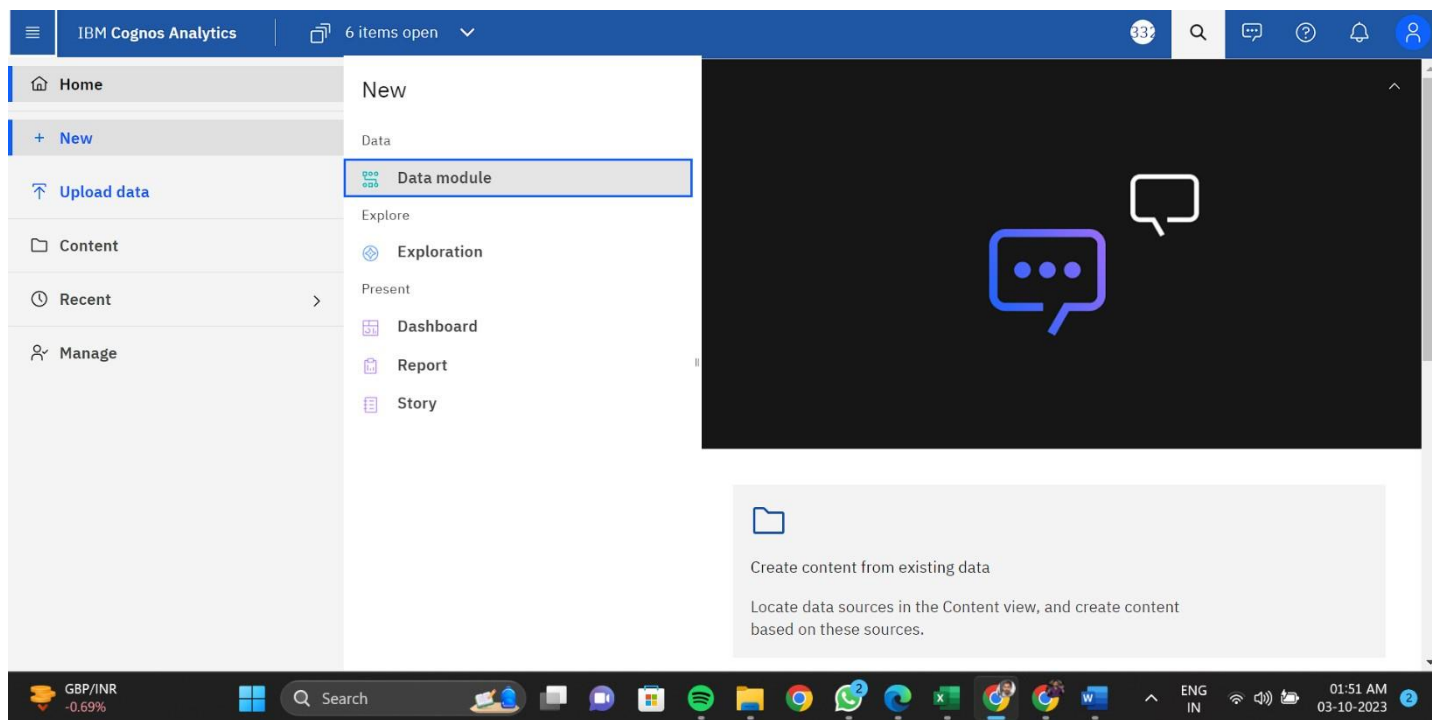 IBM Cognos Analytics
6 items open
332
Home
New
Upload data
Content
Recent
Manage
New
Data
Data module
Explore
Exploration
Present
Dashboard
Report
Story
Create content from existing data
Locate data sources in the Content view, and create content
based on these sources.
GBP/INR
-0.69%
Search
2
ENG
IN
01:51 AM
03-10-2023
2